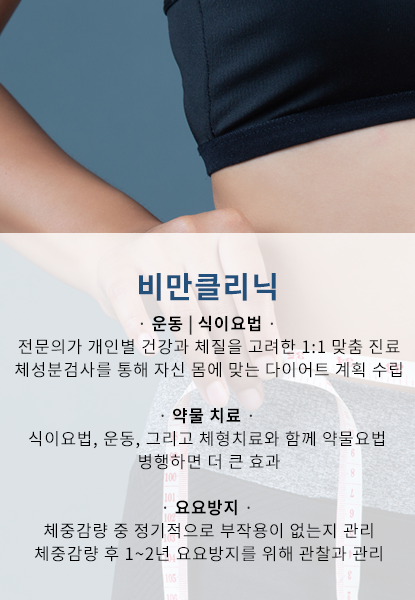 비만클리닉
· 운동 | 식이요법 ·
전문의가 개인별 건강과 체질을 고려한 1:1 맞춤 진료
체성분검사를 통해 자신 몸에 맞는 다이어트 계획 수립
· 약물 치료 ·
식이요법, 운동, 그리고 체형치료와 함께 약물요법
병행하면 더 큰 효과
· 요요방지 ·
체중감량 중 정기적으로 부작용이 없는지 관리
체중감량 후 1~2년 요요방지를 위해 관찰과 관리